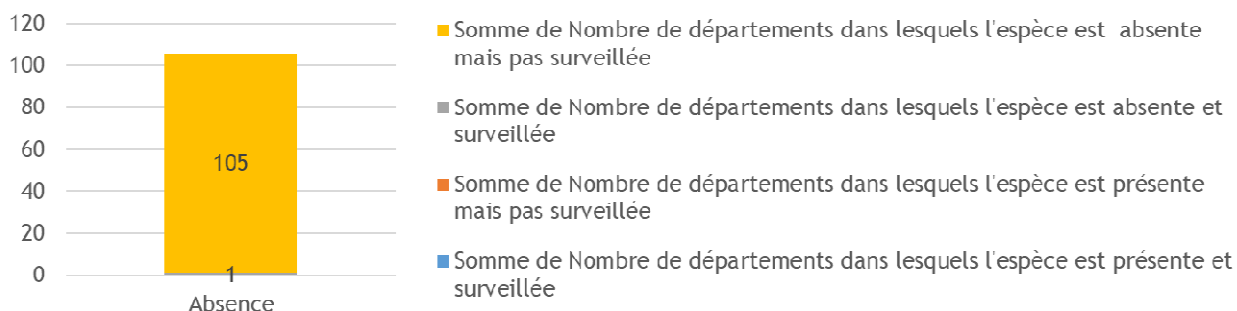 120
100
80
60
40
20
0
105
1
Absence
Somme de Nombre de départements dans lesquels l'espèce est absente
mais pas surveillée
Somme de Nombre de départements dans lesquels l'espèce est absente et
surveillée
Somme de Nombre de départements dans lesquels l'espèce est présente
mais pas surveillée
Somme de Nombre de départements dans lesquels l'espèce est présente et
surveillée